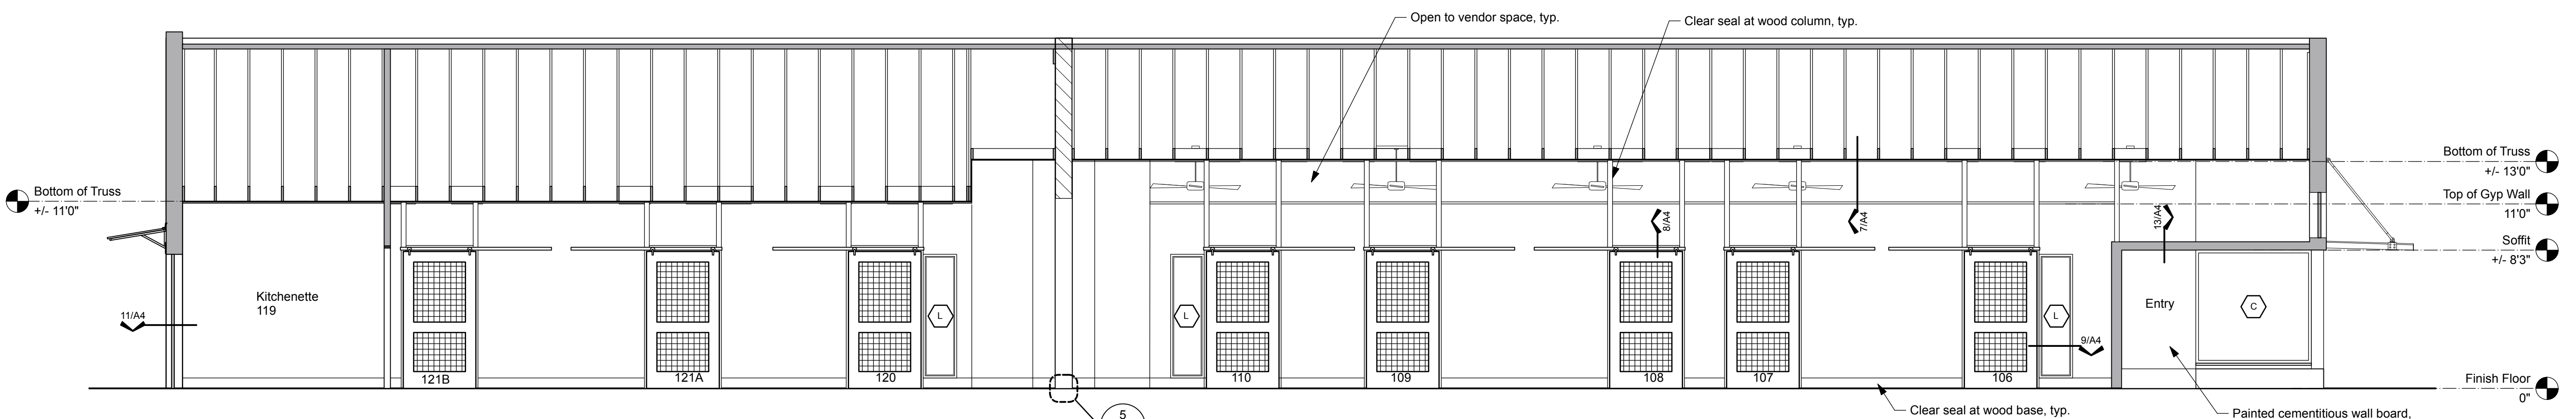 Open to vendor space, typ.
Clear seal at wood column, typ.
Bottom of Truss
+/- 11'0"
Bottom of Truss
+/- 13'0"
Top of Gyp Wall
11'0"
Soffit
+/- 8'3"
Finish Floor
0"
8/A4
7/A4
13/A4
11/A4
9/A4
Kitchenette
119
L
L
L
Entry
C
121B
121A
120
110
109
108
107
106
5
Clear seal at wood base, typ.
Painted cementitious wall board,